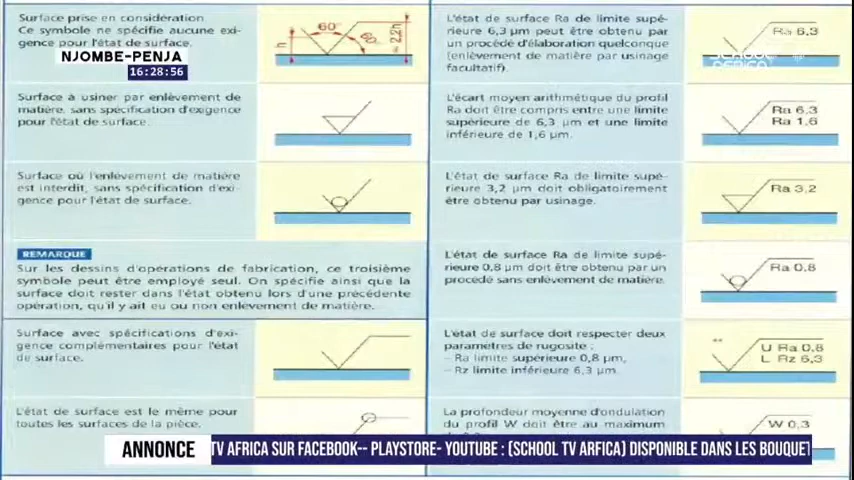 Surface prise en considération
Ce symbole ne spécifie aucune exi-
gence pour l'état de surface.
NJOMBE-PENJA
16:28:56
60°
60°
h
≈ 2,2h
Surface à usiner par enlèvement de
matière, sans spécification d'exigence
pour l'état de surface.
Surface où l'enlèvement de matière
est interdit, sans spécification d'exi-
gence pour l'état de surface.
REMARQUE
Sur les dessins d'opérations de fabrication, ce troisième
symbole peut être employé seul. On spécifie ainsi que la
surface doit rester dans l'état obtenu lors d'une précédente
opération, qu'il y ait eu ou non enlèvement de matière.
Surface avec spécifications d'exi-
gence complémentaires pour l'état
de surface.
L'état de surface est le même pour
toutes les surfaces de la pièce.
L'état de surface Ra de limite supé-
rieure 6,3 µm peut être obtenu par
un procédé d'élaboration quelconque
(enlèvement de matière par usinage
facultatif).
Ra 6,3
SCHOOL
AFRICA
L'écart moyen arithmétique du profil
Ra doit être compris entre une limite
supérieure de 6,3 µm et une limite
inférieure de 1,6 µm.
Ra 6,3
Ra 1,6
L'état de surface Ra de limite supé-
rieure 3,2 µm doit obligatoirement
être obtenu par usinage.
Ra 3,2
L'état de surface Ra de limite supé-
rieure 0,8 µm doit être obtenu par un
procédé sans enlèvement de matière.
Ra 0,8
L'état de surface doit respecter deux
parametres de rugosite :
– Ra limite supérieure 0,8 µm,
– Rz limite inférieure 6,3 µm.
U Ra 0,8
L Rz 6,3
La profondeur moyenne d'ondulation
du profil W doit être au maximum
W 0,3
ANNONCE
TV AFRICA SUR FACEBOOK-- PLAYSTORE- YOUTUBE : (SCHOOL TV ARFICA) DISPONIBLE DANS LES BOUQUET